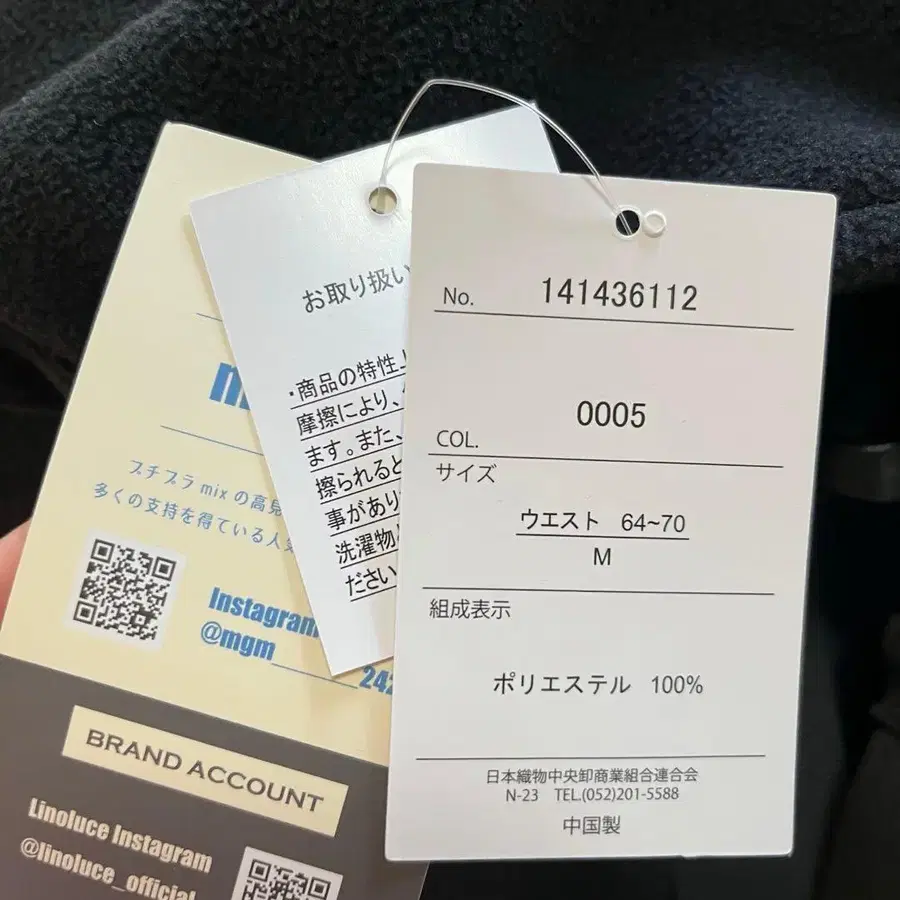 No. 141436112
COL. 0005
サイズ
ウエスト 64~70
M
組成表示
ポリエステル 100%
日本織物中央卸商業組合連合会
N-23 TEL.(052)201-5588
中国製
お取り扱い
・商品の特性
摩擦により、
ます。また、
擦られると
事があり
洗濯物
ださい
m
プチプラmixの高見
多くの支持を得ている人気
Instagram
@mgm________242
BRAND ACCOUNT
Linoluce Instagram
@linoluce_official